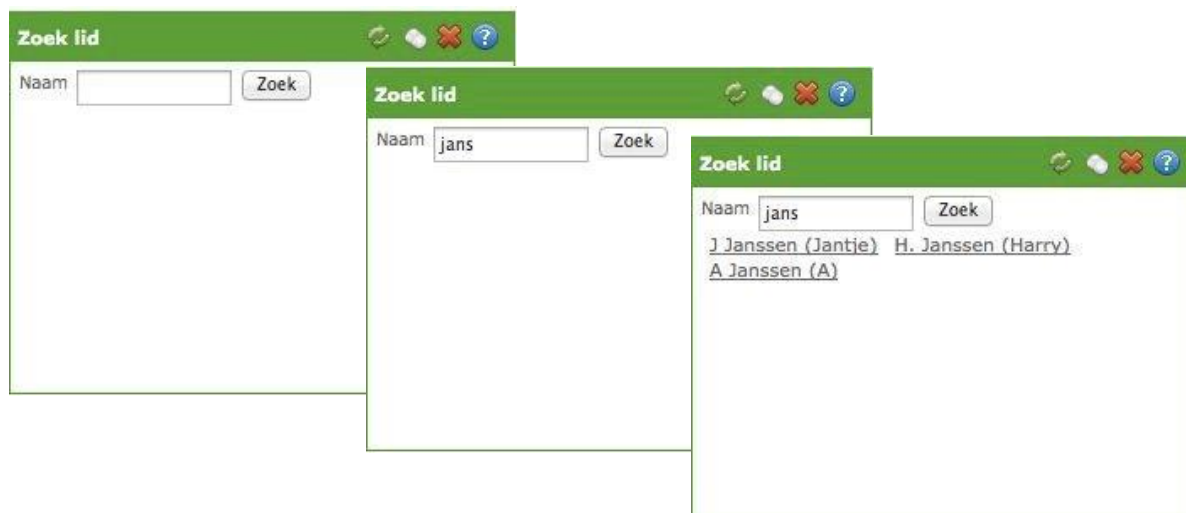 Zoek lid
Naam Zoek
Zoek lid
Naam jans Zoek
Zoek lid
Naam jans Zoek
J Janssen (Jantje) H. Janssen (Harry)
A Janssen (A)